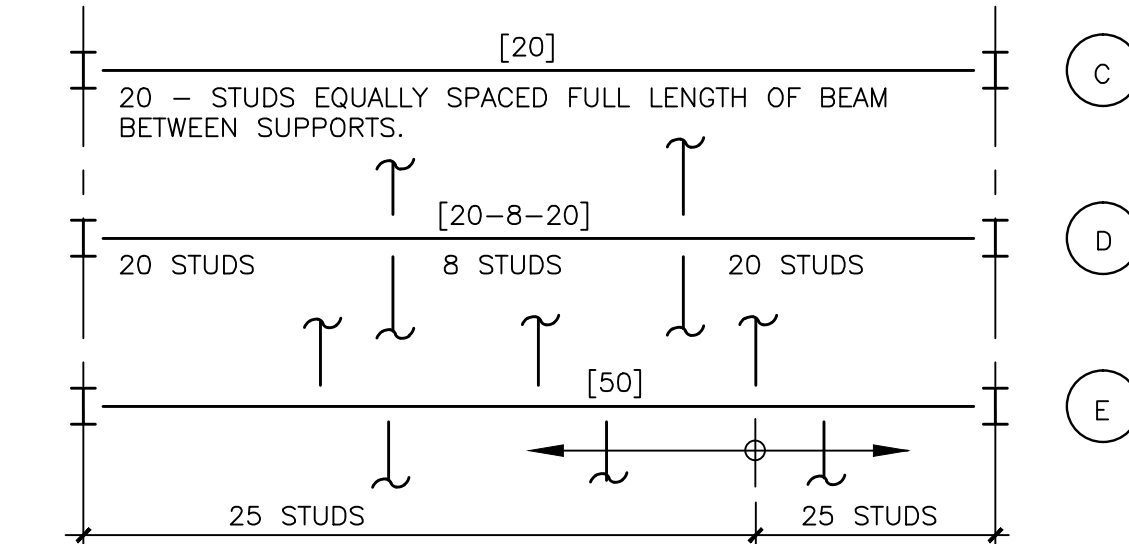 [20]
C
20 – STUDS EQUALLY SPACED FULL LENGTH OF BEAM
BETWEEN SUPPORTS.
[20–8–20]
D
20 STUDS
8 STUDS
20 STUDS
[50]
E
25 STUDS
25 STUDS